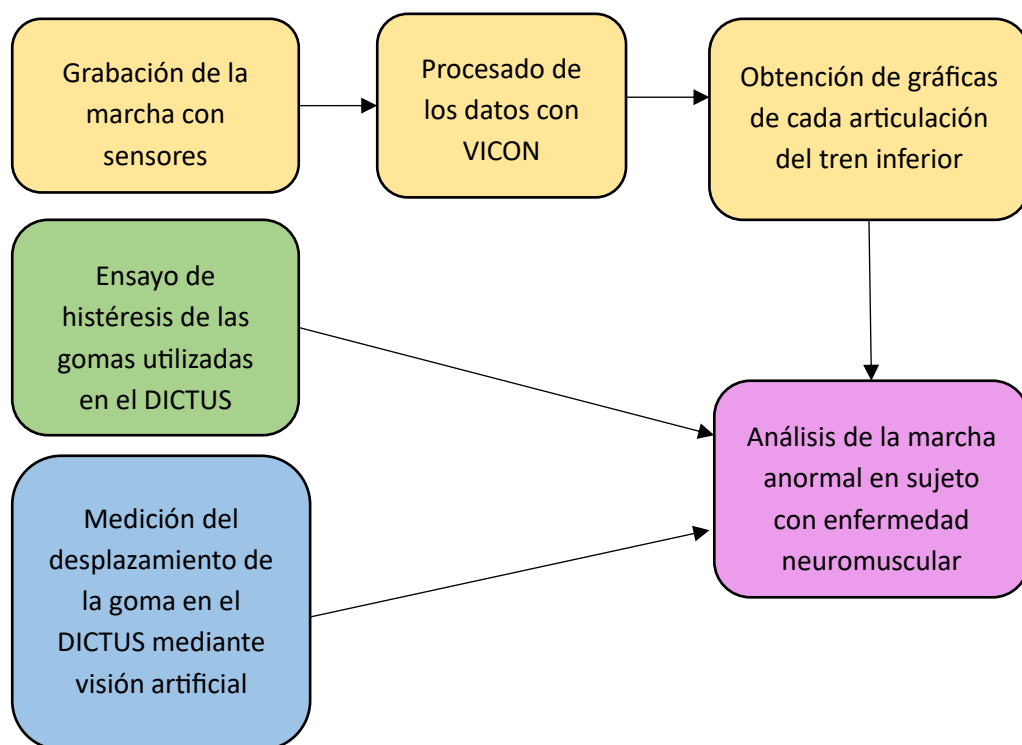 Grabación de la
marcha con
sensores
Procesado de
los datos con
VICON
Obtención de gráficas
de cada articulación
del tren inferior
Ensayo de
histéresis de las
gomas utilizadas
en el DICTUS
Medición del
desplazamiento de
la goma en el
DICTUS mediante
visión artificial
Análisis de la marcha
anormal en sujeto
con enfermedad
neuromuscular